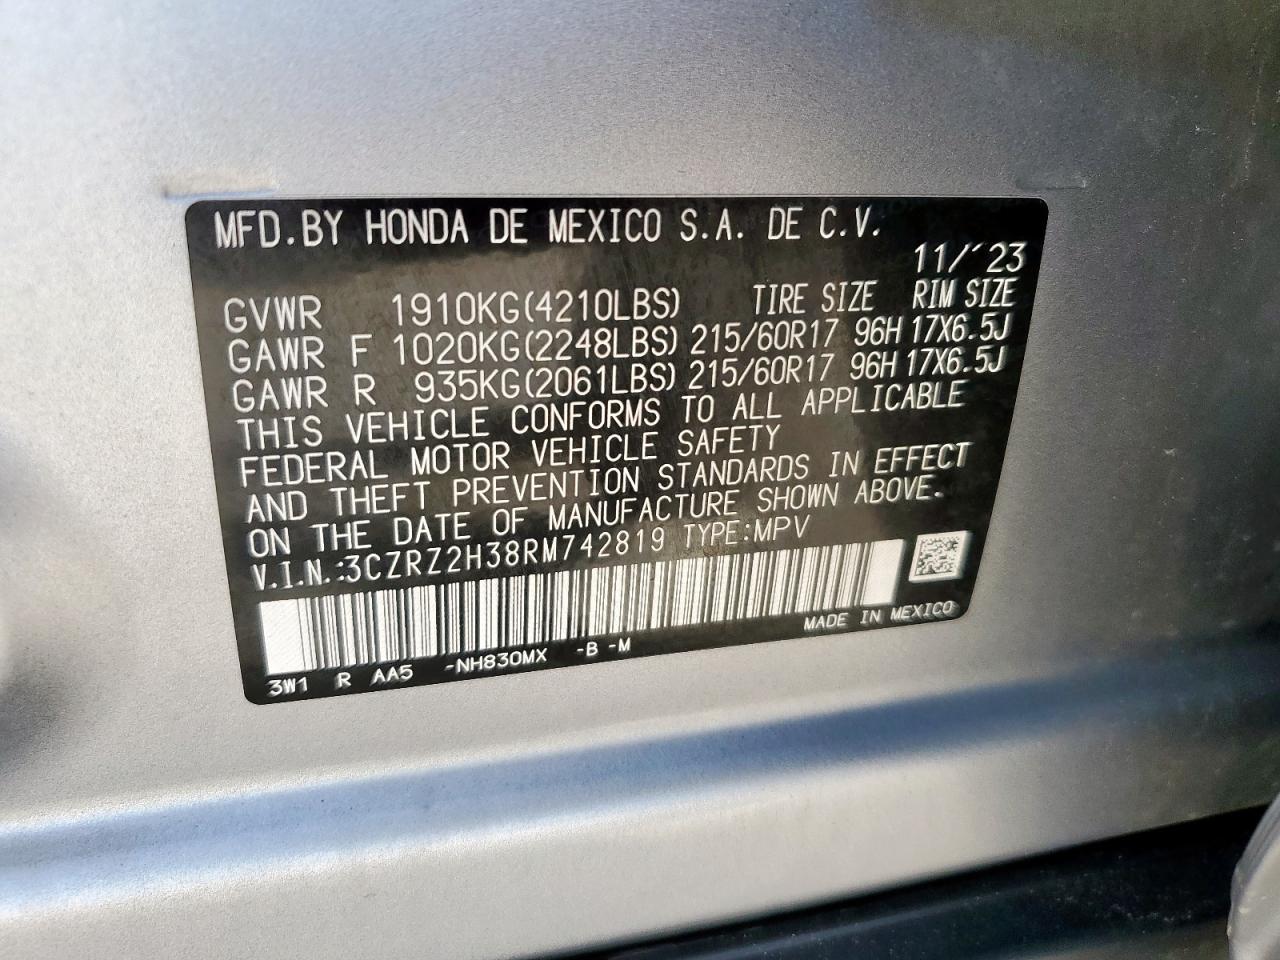 MFD.BY HONDA DE MEXICO S.A. DE C.V.
11/´23
GVWR 1910KG(4210LBS) TIRE SIZE RIM SIZE
GAWR F 1020KG(2248LBS) 215/60R17 96H 17X6.5J
GAWR R 935KG(2061LBS) 215/60R17 96H 17X6.5J
THIS VEHICLE CONFORMS TO ALL APPLICABLE
FEDERAL MOTOR VEHICLE SAFETY
AND THEFT PREVENTION STANDARDS IN EFFECT
ON THE DATE OF MANUFACTURE SHOWN ABOVE.
V.I.N.:3CZRZ2H38RM742819 TYPE:MPV
MADE IN MEXICO
3W1 R AA5 -NH830MX -B -M